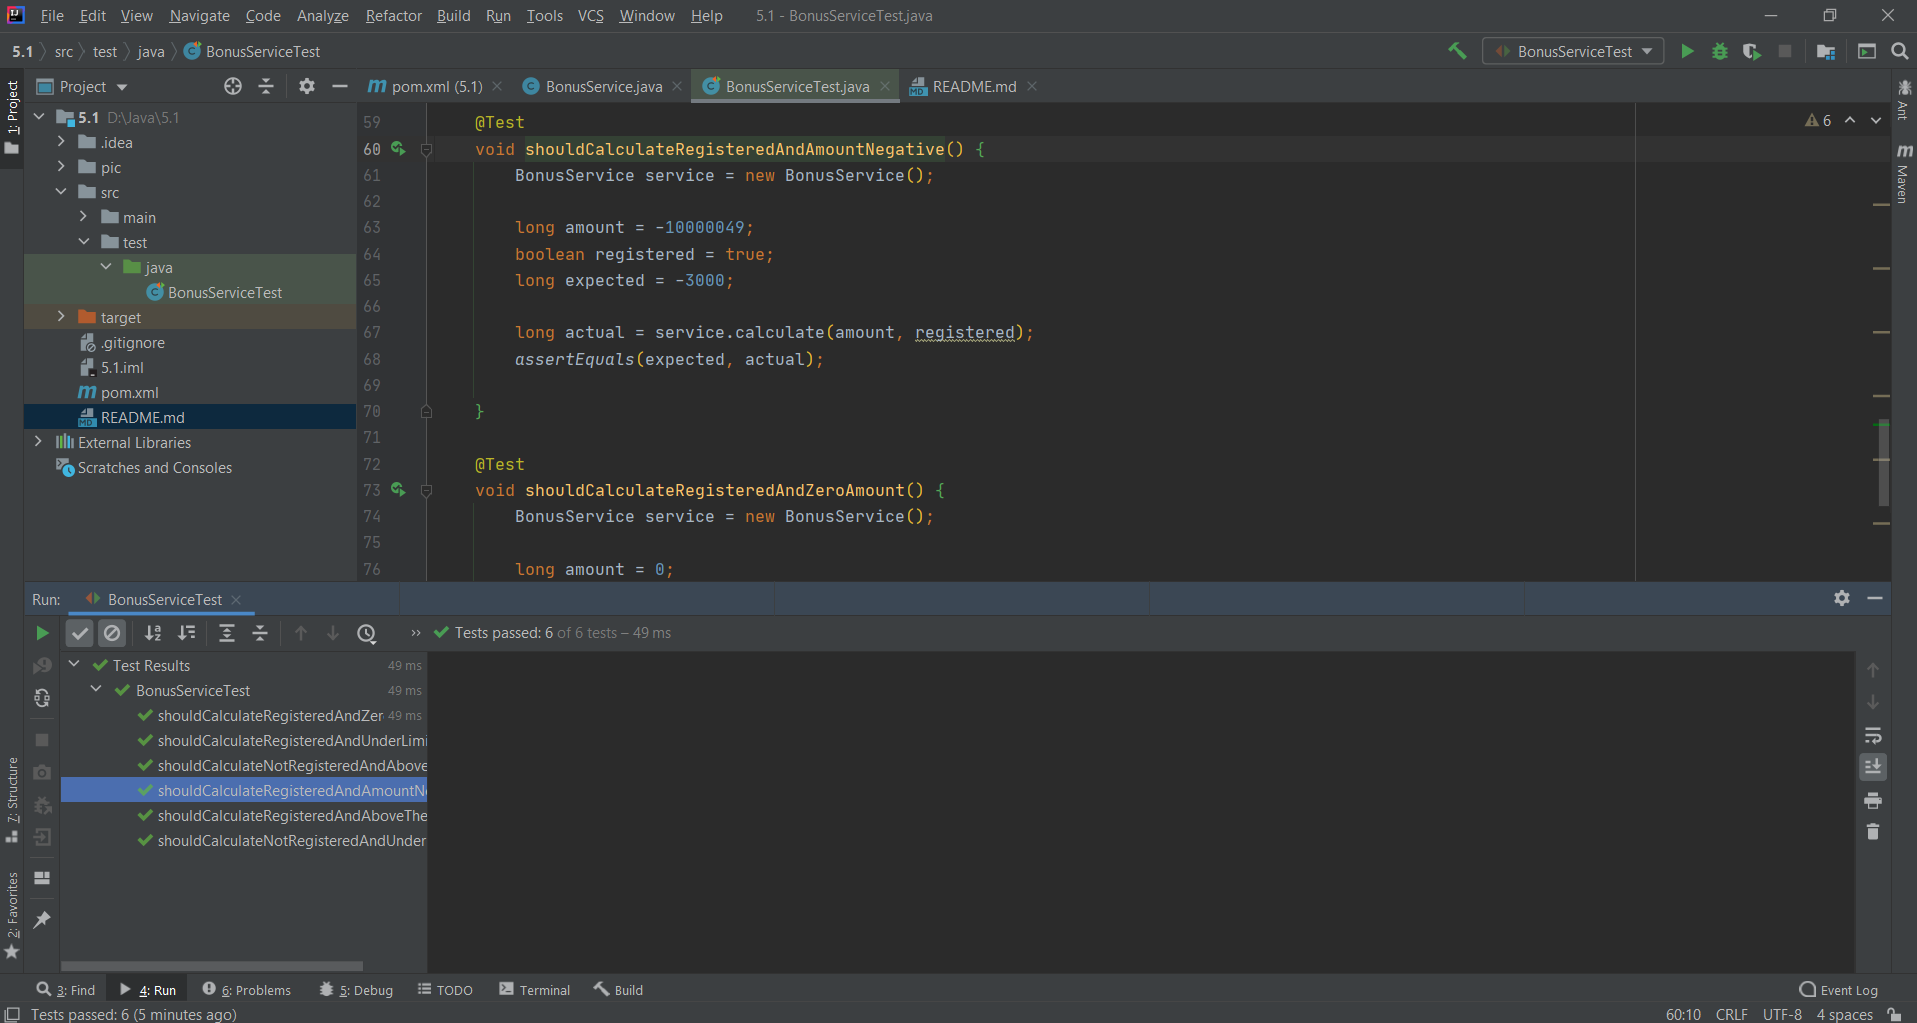 File Edit View Navigate Code Analyze Refactor Build Run Tools VCS Window Help 5.1 - BonusServiceTest.java
5.1 src test java BonusServiceTest
BonusServiceTest
1: Project
Project
pom.xml (5.1) BonusService.java BonusServiceTest.java README.md
5.1 D:\Java\5.1
.idea
pic
src
main
test
java
BonusServiceTest
target
.gitignore
5.1.iml
pom.xml
README.md
External Libraries
Scratches and Consoles
6
59 @Test
60 void shouldCalculateRegisteredAndAmountNegative() {
61 BonusService service = new BonusService();
62
63 long amount = -10000049;
64 boolean registered = true;
65 long expected = -3000;
66
67 long actual = service.calculate(amount, registered);
68 assertEquals(expected, actual);
69
70 }
71
72 @Test
73 void shouldCalculateRegisteredAndZeroAmount() {
74 BonusService service = new BonusService();
75
76 long amount = 0;
Ant
Maven
Run: BonusServiceTest
Tests passed: 6 of 6 tests – 49 ms
Test Results 49 ms
BonusServiceTest 49 ms
shouldCalculateRegisteredAndZer 49 ms
shouldCalculateRegisteredAndUnderLimi
shouldCalculateNotRegisteredAndAbove
shouldCalculateRegisteredAndAmountNe
shouldCalculateRegisteredAndAboveThe
shouldCalculateNotRegisteredAndUnder
7: Structure
2: Favorites
3: Find 4: Run 6: Problems 5: Debug TODO Terminal Build Event Log
Tests passed: 6 (5 minutes ago) 60:10 CRLF UTF-8 4 spaces